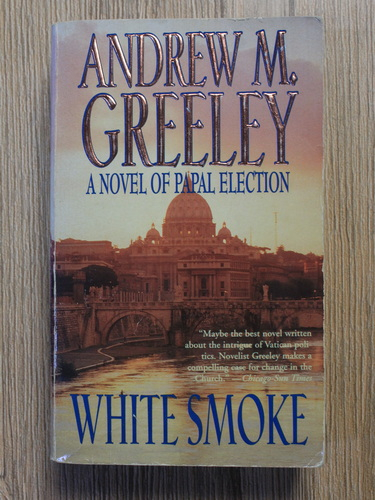 ANDREW M.
GREELEY
A NOVEL OF PAPAL ELECTION
"Maybe the best novel written
about the intrigue of Vatican poli-
tics. Novelist Greeley makes a
compelling case for change in the
Church." —Chicago Sun Times
WHITE SMOKE